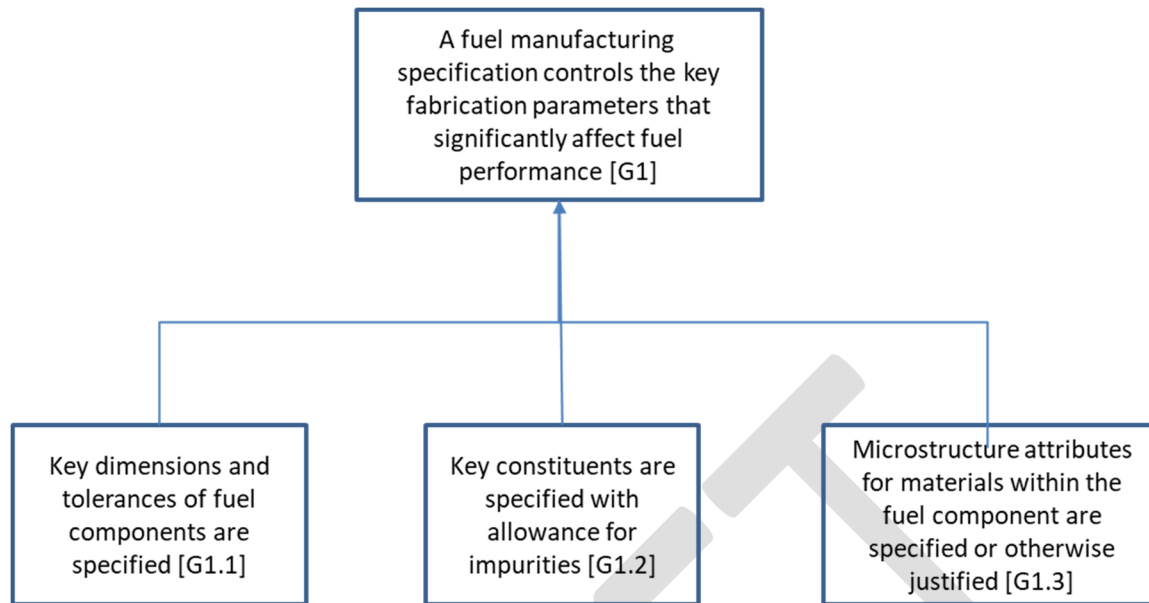 A fuel manufacturing
specification controls the key
fabrication parameters that
significantly affect fuel
performance [G1]
Key dimensions and
tolerances of fuel
components are
specified [G1.1]
Key constituents are
specified with
allowance for
impurities [G1.2]
Microstructure attributes
for materials within the
fuel component are
specified or otherwise
justified [G1.3]